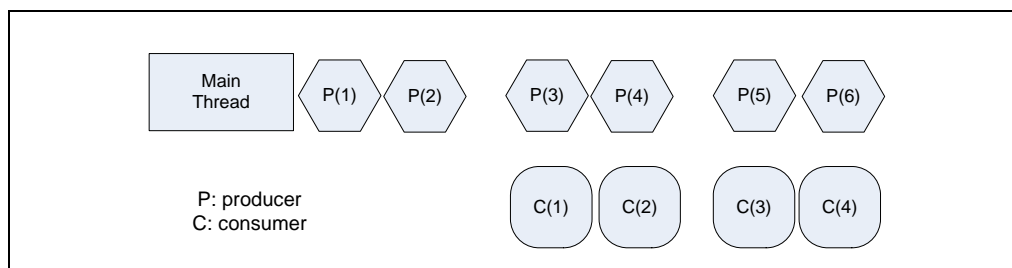 Main
Thread
P(1)
P(2)
P(3)
P(4)
P(5)
P(6)
P: producer
C: consumer
C(1)
C(2)
C(3)
C(4)